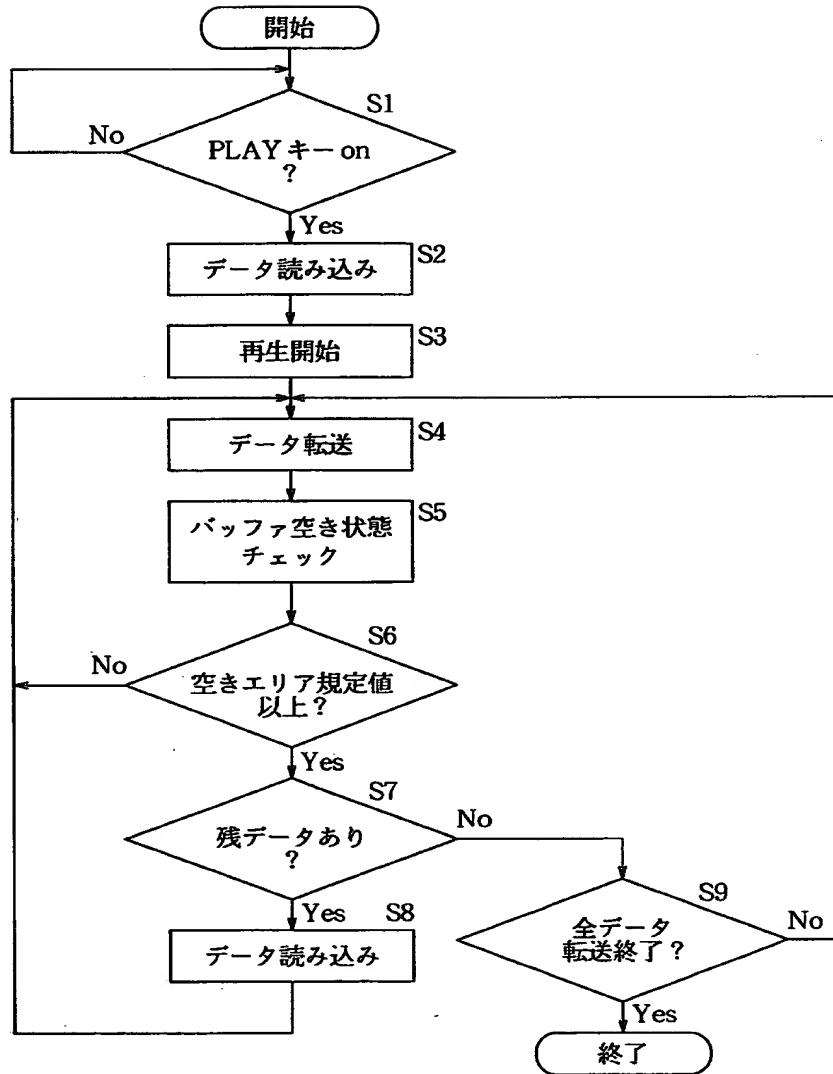 開始
S1
No
PLAYキーon
?
Yes
データ読み込み
S2
再生開始
S3
データ転送
S4
バッファ空き状態
チェック
S5
S6
No
空きエリア規定値
以上?
Yes
S7
残データあり
?
No
Yes
S8
データ読み込み
S9
全データ
転送終了?
No
Yes
終了